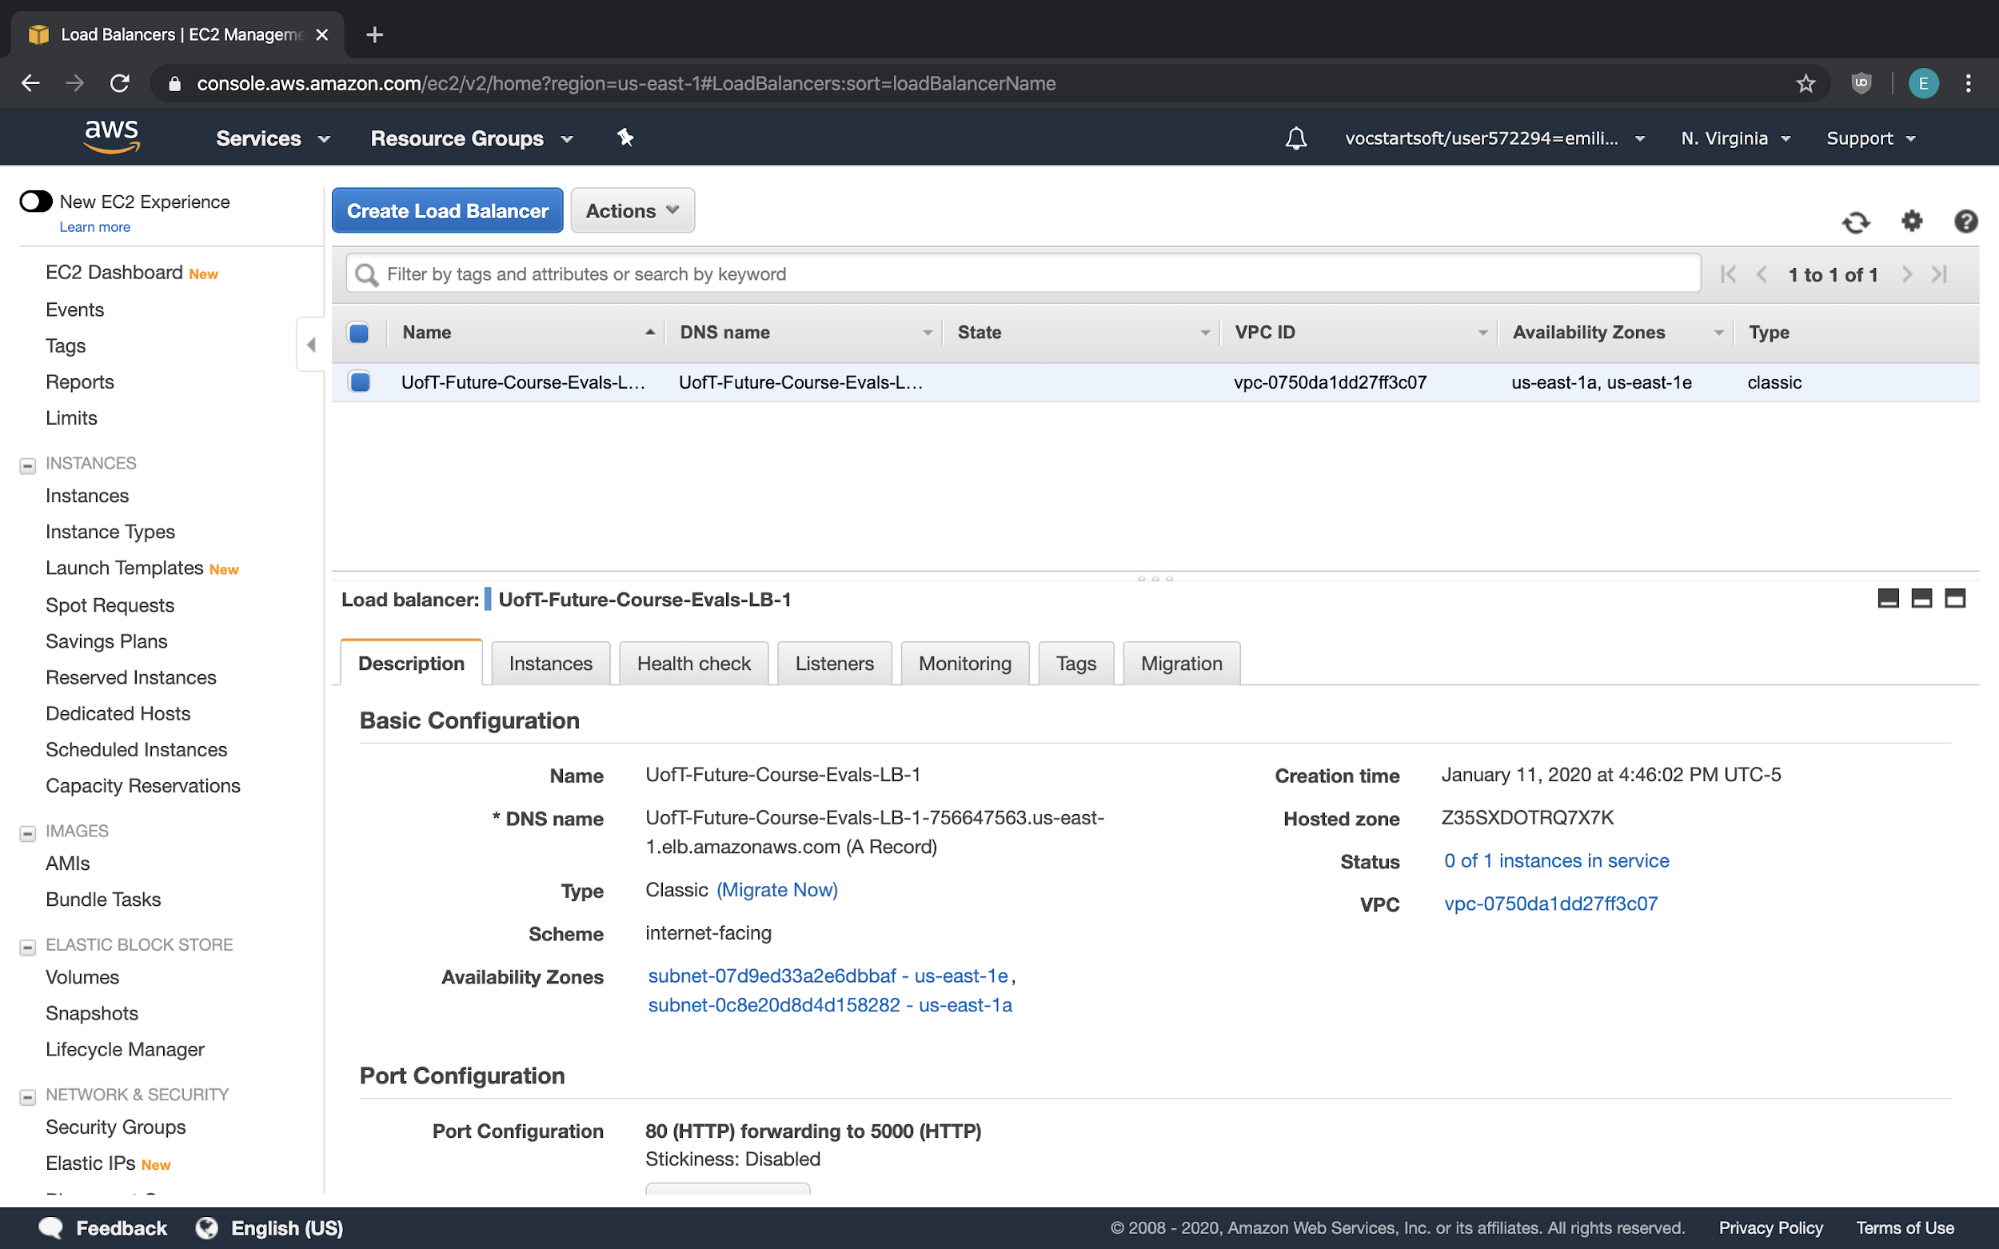 Load Balancers | EC2 Manageme
console.aws.amazon.com/ec2/v2/home?region=us-east-1#LoadBalancers:sort=loadBalancerName
E
aws
Services
Resource Groups
vocstartsoft/user572294=emili...
N. Virginia
Support
New EC2 Experience
Learn more
EC2 Dashboard New
Events
Tags
Reports
Limits
INSTANCES
Instances
Instance Types
Launch Templates New
Spot Requests
Savings Plans
Reserved Instances
Dedicated Hosts
Scheduled Instances
Capacity Reservations
IMAGES
AMIs
Bundle Tasks
ELASTIC BLOCK STORE
Volumes
Snapshots
Lifecycle Manager
NETWORK & SECURITY
Security Groups
Elastic IPs New
Create Load Balancer
Actions
Filter by tags and attributes or search by keyword
1 to 1 of 1
Name DNS name State VPC ID Availability Zones Type
UofT-Future-Course-Evals-L... UofT-Future-Course-Evals-L... vpc-0750da1dd27ff3c07 us-east-1a, us-east-1e classic
Load balancer: UofT-Future-Course-Evals-LB-1
Description Instances Health check Listeners Monitoring Tags Migration
Basic Configuration
Name UofT-Future-Course-Evals-LB-1
* DNS name UofT-Future-Course-Evals-LB-1-756647563.us-east-
1.elb.amazonaws.com (A Record)
Type Classic (Migrate Now)
Scheme internet-facing
Availability Zones subnet-07d9ed33a2e6dbbaf - us-east-1e,
subnet-0c8e20d8d4d158282 - us-east-1a
Creation time January 11, 2020 at 4:46:02 PM UTC-5
Hosted zone Z35SXDOTRQ7X7K
Status 0 of 1 instances in service
VPC vpc-0750da1dd27ff3c07
Port Configuration
Port Configuration 80 (HTTP) forwarding to 5000 (HTTP)
Stickiness: Disabled
Feedback
English (US)
© 2008 - 2020, Amazon Web Services, Inc. or its affiliates. All rights reserved.
Privacy Policy
Terms of Use